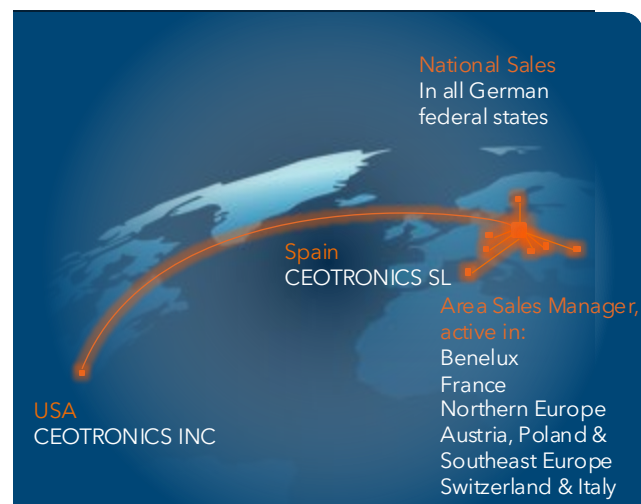 National Sales
In all German
federal states
Spain
CEOTRONICS SL
Area Sales Manager,
active in:
Benelux
France
Northern Europe
Austria, Poland &
Southeast Europe
Switzerland & Italy
USA
CEOTRONICS INC